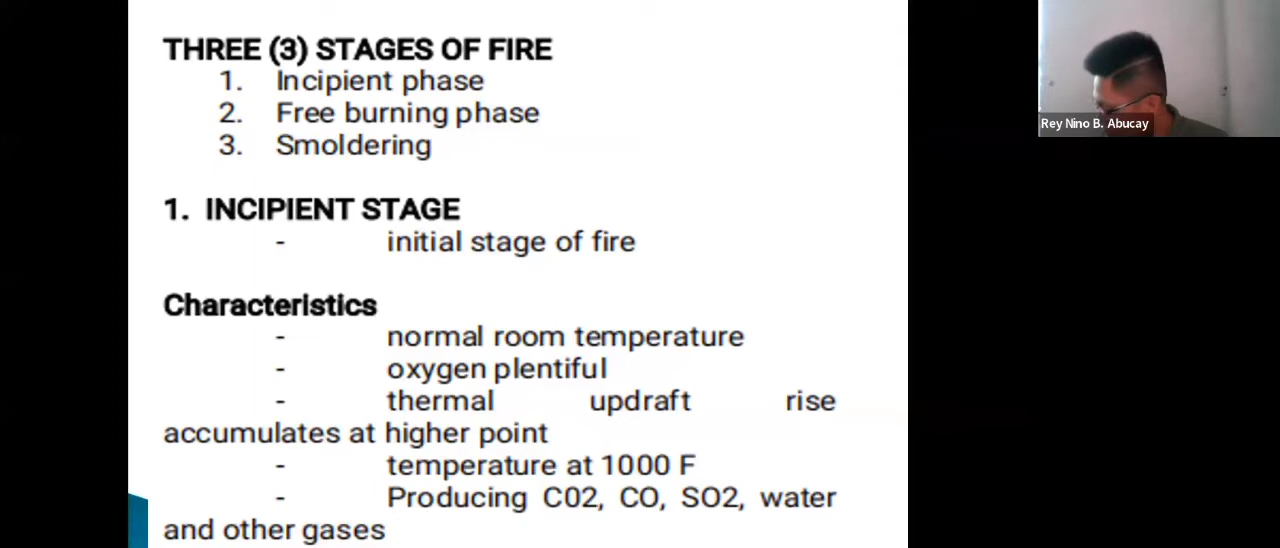 THREE (3) STAGES OF FIRE
1. Incipient phase
2. Free burning phase
3. Smoldering
1. INCIPIENT STAGE
- initial stage of fire
Characteristics
- normal room temperature
- oxygen plentiful
- thermal updraft rise
accumulates at higher point
- temperature at 1000 F
- Producing C02, CO, SO2, water
and other gases
Rey Nino B. Abucay